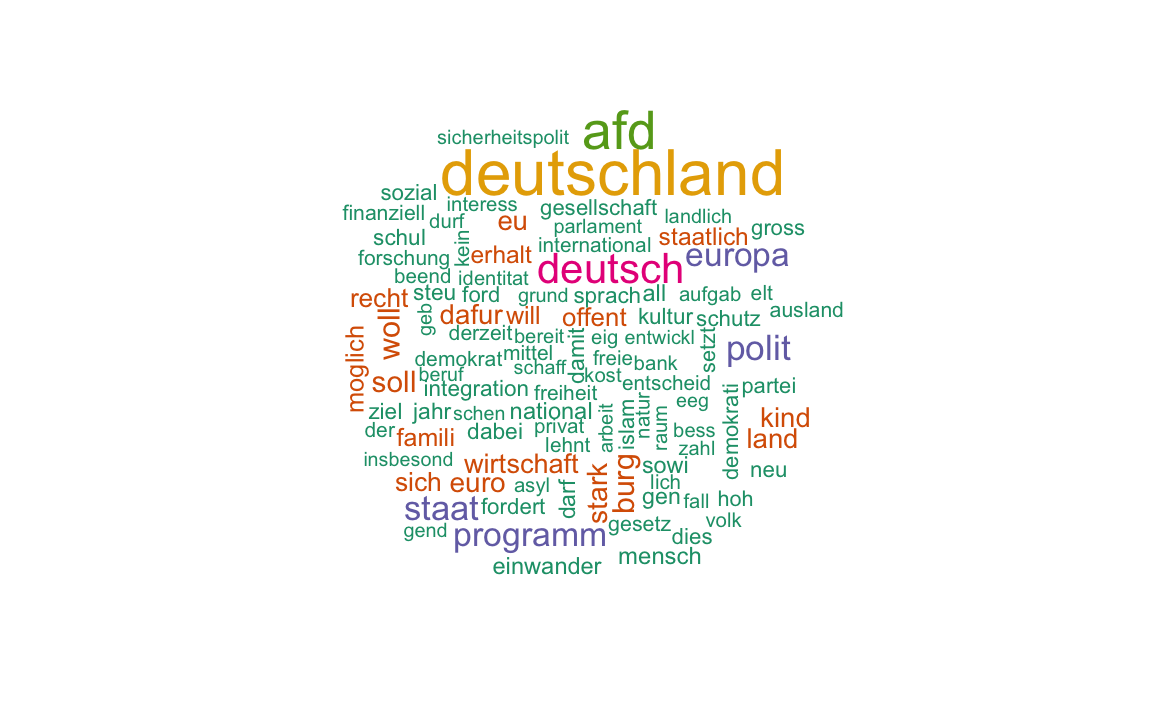 afd
sicherheitspolit
deutschland
sozial
interess
gesellschaft
finanziell
durf
eu
parlament
landlich
gross
schul
kein
international
staatlich
forschung
erhalt
deutsch
europa
beend
identitat
recht
steu
ford
grund
sprach
all
aufgab
elt
ausland
geb
woll
dafur
will
offent
kultur
schutz
derzeit
bereit
damit
eig
entwickl
setzt
polit
moglich
demokrat
mittel
schaff
freie
bank
soll
beruf
kost
integration
freiheit
entscheid
eeg
demokrati
partei
ziel
jahr
schen
national
arbeit
islam
natur
raum
kind
der
famili
dabei
privat
lehnt
bess
zahl
land
insbesond
wirtschaft
stark
burg
sowi
neu
sich
euro
asyl
darf
lich
gen
fall
hoh
staat
fordert
gesetz
volk
gend
programm
dies
einwander
mensch